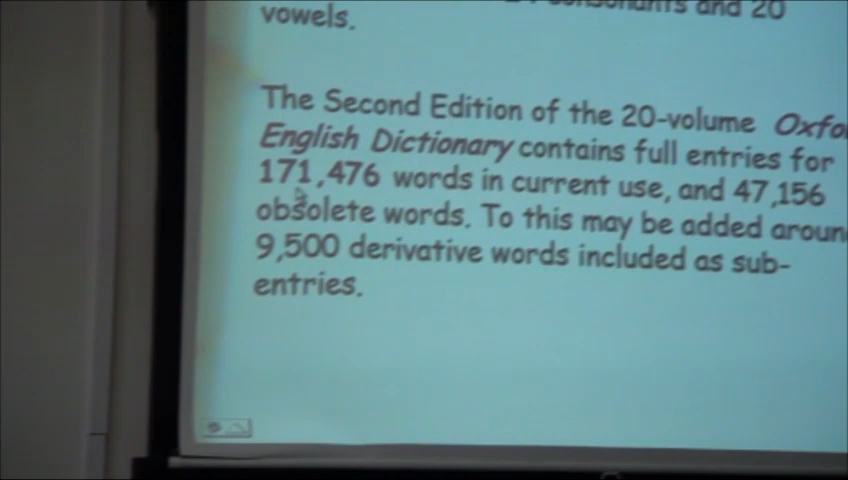 and 20
vowels.
The Second Edition of the 20-volume
English Dictionary contains full entries for
171,476 words in current use, and 47,156
obsolete words. To this may be added
9,500 derivative words included as sub-
entries.